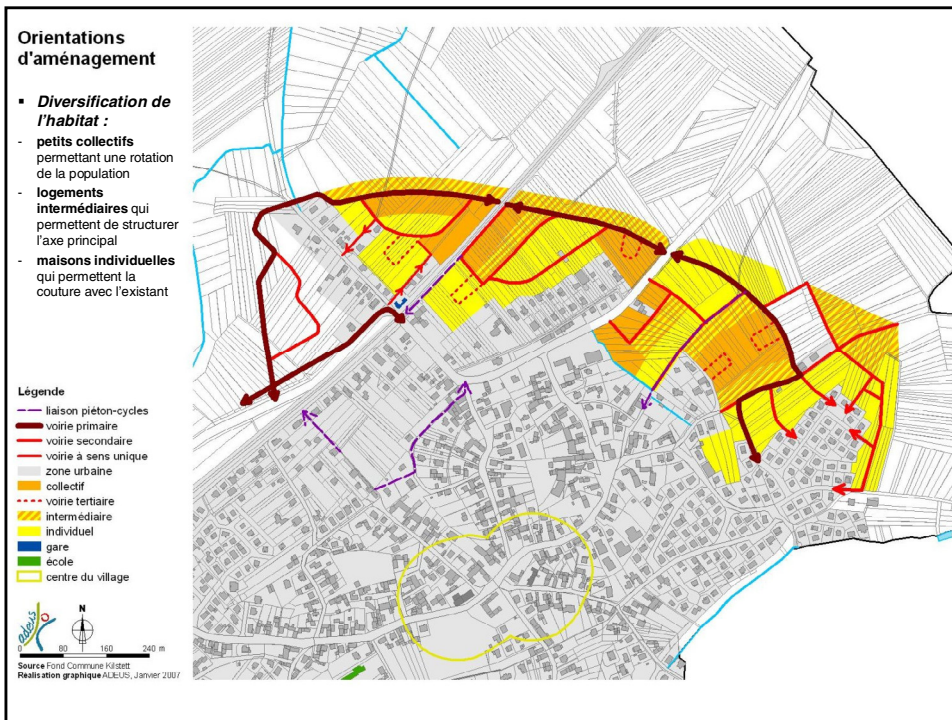 Orientations
d'aménagement
▪ Diversification de
l'habitat :
- petits collectifs
permettant une rotation
de la population
- logements
intermédiaires qui
permettent de structurer
l'axe principal
- maisons individuelles
qui permettent la
couture avec l'existant
Légende
liaison piéton-cycles
voirie primaire
voirie secondaire
voirie à sens unique
zone urbaine
collectif
voirie tertiaire
intermédiaire
individuel
gare
école
centre du village
adeus
N
0 80 160 240 m
Source Fond Commune Kilstett
Réalisation graphique ADEUS, Janvier 2007